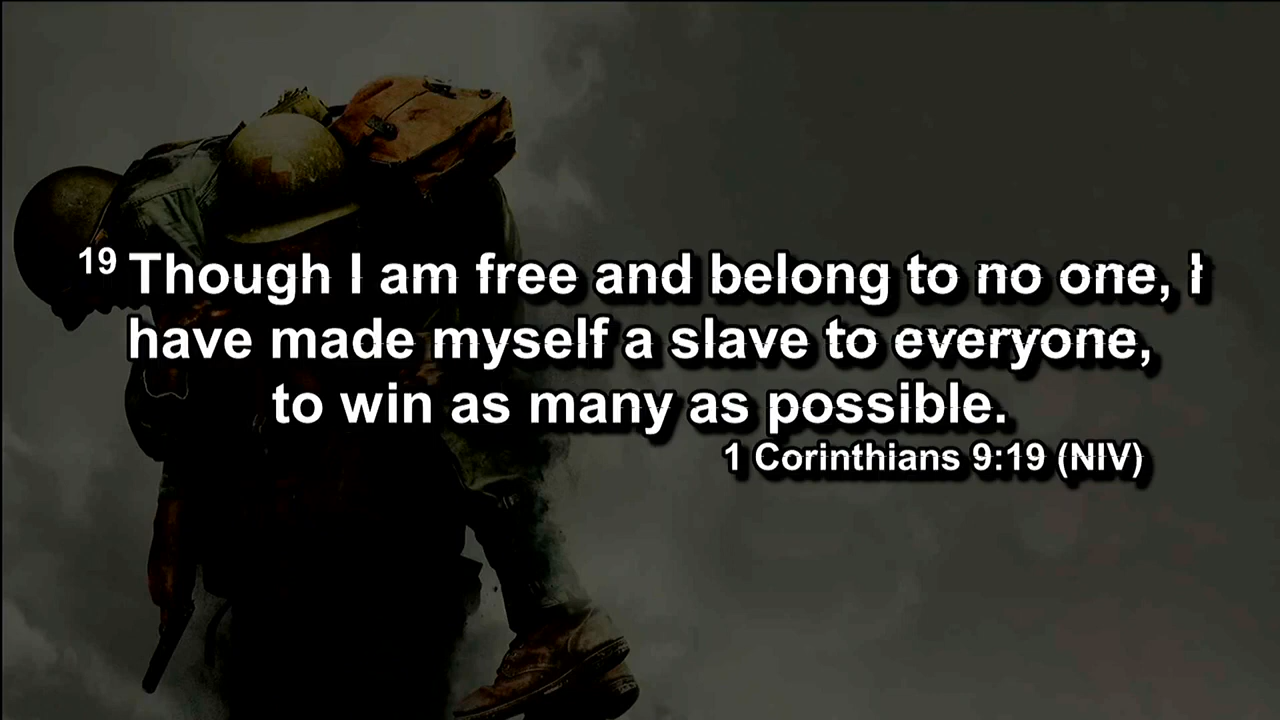 19 Though I am free and belong to no one, I
have made myself a slave to everyone,
to win as many as possible.
1 Corinthians 9:19 (NIV)